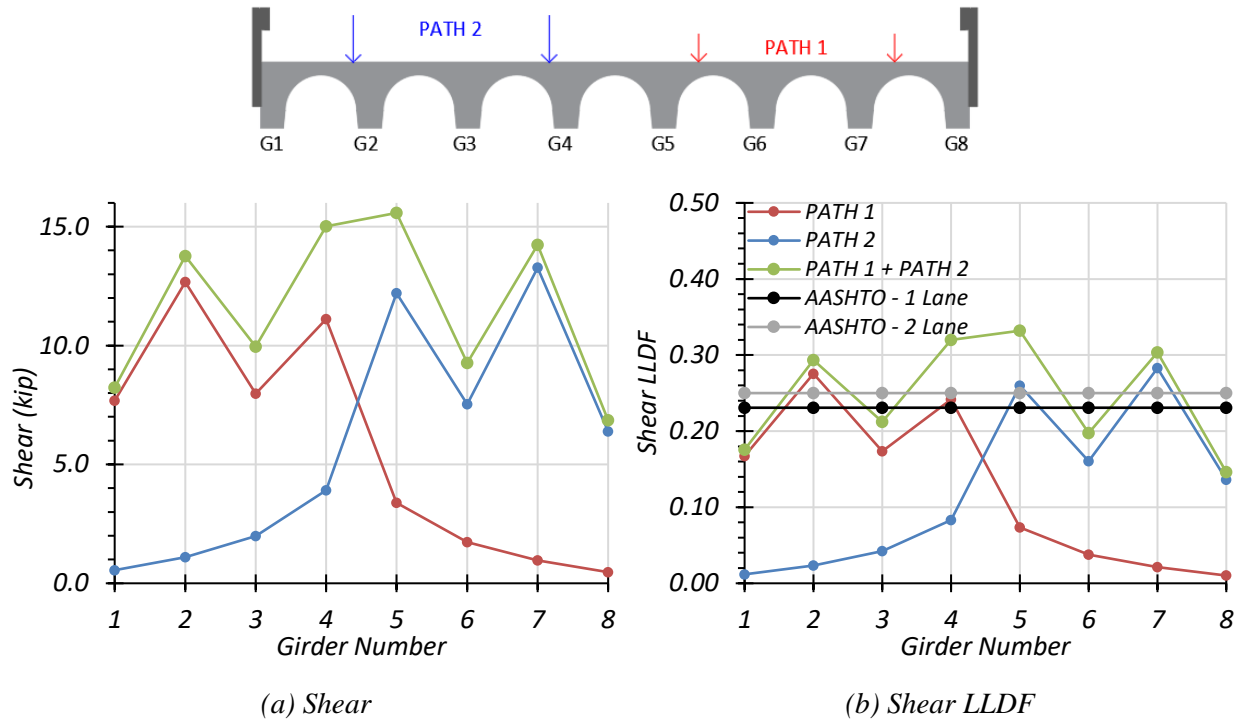 PATH 2
PATH 1
G1 G2 G3 G4 G5 G6 G7 G8
Shear (kip)
15.0
10.0
5.0
0.0
1 2 3 4 5 6 7 8
Girder Number
(a) Shear
Shear LLDF
0.50
0.40
0.30
0.20
0.10
0.00
PATH 1
PATH 2
PATH 1 + PATH 2
AASHTO - 1 Lane
AASHTO - 2 Lane
1 2 3 4 5 6 7 8
Girder Number
(b) Shear LLDF